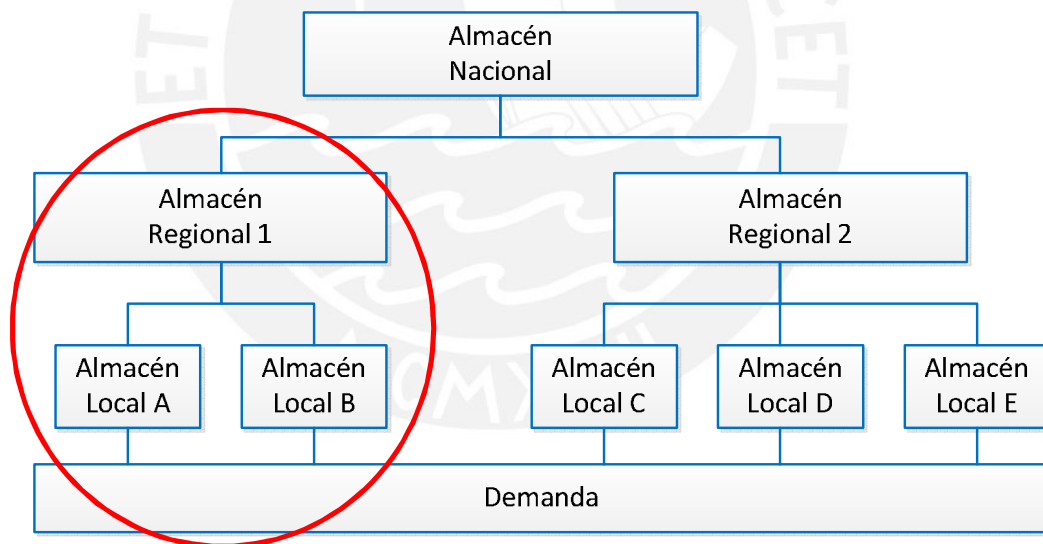 Almacén
Nacional
Almacén
Regional 1
Almacén
Regional 2
Almacén
Local A
Almacén
Local B
Almacén
Local C
Almacén
Local D
Almacén
Local E
Demanda